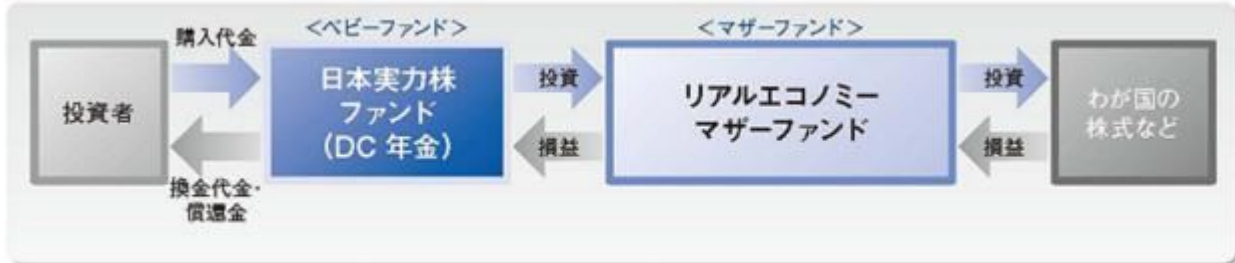 <ベビーファンド>
<マザーファンド>
購入代金
投資者
日本実力株
ファンド
(DC 年金)
投資
損益
リアルエコノミー
マザーファンド
投資
損益
わが国の
株式など
換金代金・
償還金